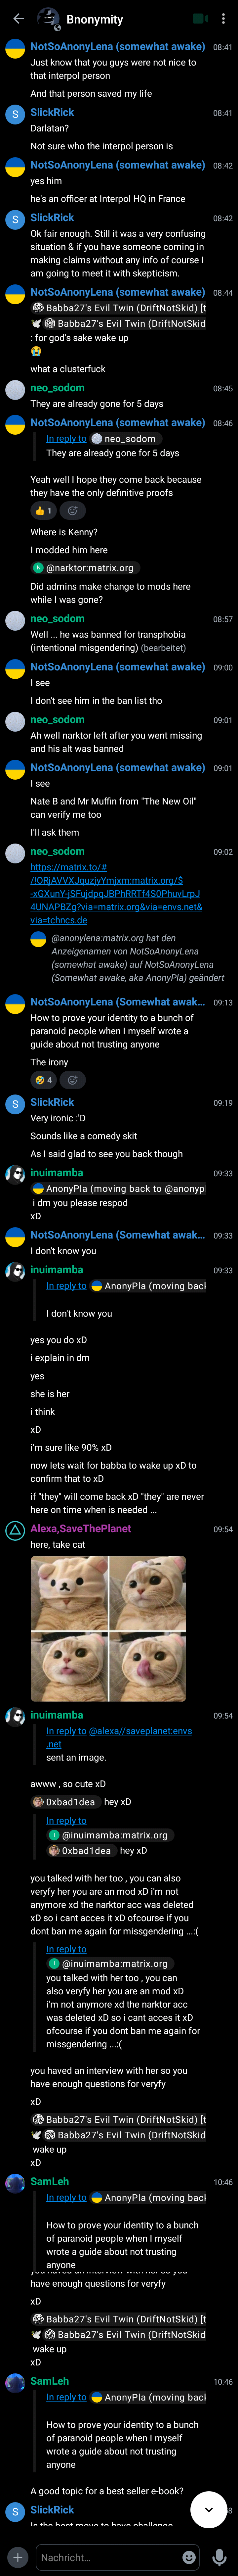 Bnonymity
NotSoAnonyLena (somewhat awake) 08:41
Just know that you guys were not nice to
that interpol person
And that person saved my life
S SlickRick 08:41
Darlatan?
Not sure who the interpol person is
NotSoAnonyLena (somewhat awake) 08:42
yes him
he's an officer at Interpol HQ in France
S SlickRick 08:42
Ok fair enough. Still it was a very confusing
situation & if you have someone coming in
making claims without any info of course I
am going to meet it with skepticism.
NotSoAnonyLena (somewhat awake) 08:44
Babba27's Evil Twin (DriftNotSkid) [t
🕊 Babba27's Evil Twin (DriftNotSkid
: for god's sake wake up
😭
what a clusterfuck
neo_sodom 08:45
They are already gone for 5 days
NotSoAnonyLena (somewhat awake) 08:46
In reply to neo_sodom
They are already gone for 5 days
Yeah well I hope they come back because
they have the only definitive proofs
👍 1
Where is Kenny?
I modded him here
N @narktor:matrix.org
Did admins make change to mods here
while I was gone?
neo_sodom 08:57
Well ... he was banned for transphobia
(intentional misgendering) (bearbeitet)
NotSoAnonyLena (somewhat awake) 09:00
I see
I don't see him in the ban list tho
neo_sodom 09:01
Ah well narktor left after you went missing
and his alt was banned
NotSoAnonyLena (somewhat awake) 09:01
I see
Nate B and Mr Muffin from "The New Oil"
can verify me too
I'll ask them
neo_sodom 09:02
https://matrix.to/#
/!ORjAVVXJquzjyYmjxm:matrix.org/$
-xGXunY-jSFujdpqJBPhRRTf4S0PhuvLrpJ
4UNAPBZg?via=matrix.org&via=envs.net&
via=tchncs.de
@anonylena:matrix.org hat den
Anzeigenamen von NotSoAnonyLena
(somewhat awake) auf NotSoAnonyLena
(Somewhat awake, aka AnonyPla) geändert
NotSoAnonyLena (Somewhat awak... 09:13
How to prove your identity to a bunch of
paranoid people when I myself wrote a
guide about not trusting anyone
The irony
🤣 4
S SlickRick 09:19
Very ironic :'D
Sounds like a comedy skit
As I said glad to see you back though
inuimamba 09:33
AnonyPla (moving back to @anonypl
i dm you please respod
xD
NotSoAnonyLena (Somewhat awak... 09:33
I don't know you
inuimamba 09:33
In reply to AnonyPla (moving back
I don't know you
yes you do xD
i explain in dm
yes
she is her
i think
xD
i'm sure like 90% xD
now lets wait for babba to wake up xD to
confirm that to xD
if "they" will come back xD "they" are never
here on time when is needed ...
Alexa,SaveThePlanet 09:54
here, take cat
inuimamba 09:54
In reply to @alexa//saveplanet:envs
.net
sent an image.
awww , so cute xD
0xbad1dea hey xD
In reply to
I @inuimamba:matrix.org
0xbad1dea hey xD
you talked with her too , you can also
veryfy her you are an mod xD i'm not
anymore xd the narktor acc was deleted
xD so i cant acces it xD ofcourse if you
dont ban me again for missgendering ...:(
In reply to
I @inuimamba:matrix.org
you talked with her too , you can
also veryfy her you are an mod xD
i'm not anymore xd the narktor acc
was deleted xD so i cant acces it xD
ofcourse if you dont ban me again for
missgendering ...:(
you haved an interview with her so you
have enough questions for veryfy
xD
Babba27's Evil Twin (DriftNotSkid) [t
🕊 Babba27's Evil Twin (DriftNotSkid
wake up
xD
SamLeh 10:46
In reply to AnonyPla (moving back
How to prove your identity to a bunch
of paranoid people when I myself
wrote a guide about not trusting
anyone
have enough questions for veryfy
xD
Babba27's Evil Twin (DriftNotSkid) [t
🕊 Babba27's Evil Twin (DriftNotSkid
wake up
xD
SamLeh 10:46
In reply to AnonyPla (moving back
How to prove your identity to a bunch
of paranoid people when I myself
wrote a guide about not trusting
anyone
A good topic for a best seller e-book?
S SlickRick
Is the best move to have challenge
Nachricht...